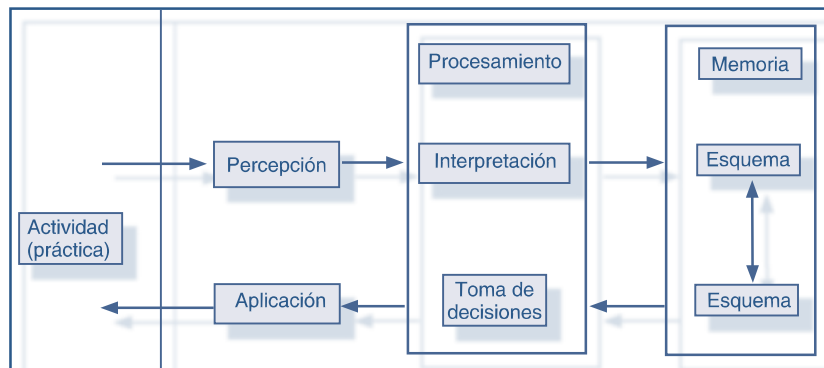 Procesamiento
Memoria
Percepción
Interpretación
Esquema
Actividad
(práctica)
Aplicación
Toma de
decisiones
Esquema